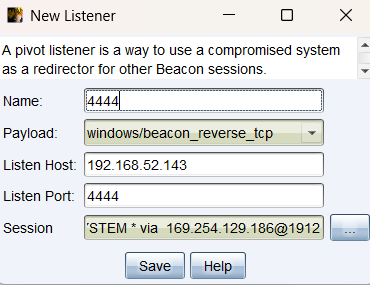 New Listener
A pivot listener is a way to use a compromised system
as a redirector for other Beacon sessions.
Name: 4444
Payload: windows/beacon_reverse_tcp
Listen Host: 192.168.52.143
Listen Port: 4444
Session STEM * via 169.254.129.186@1912 ...
Save Help